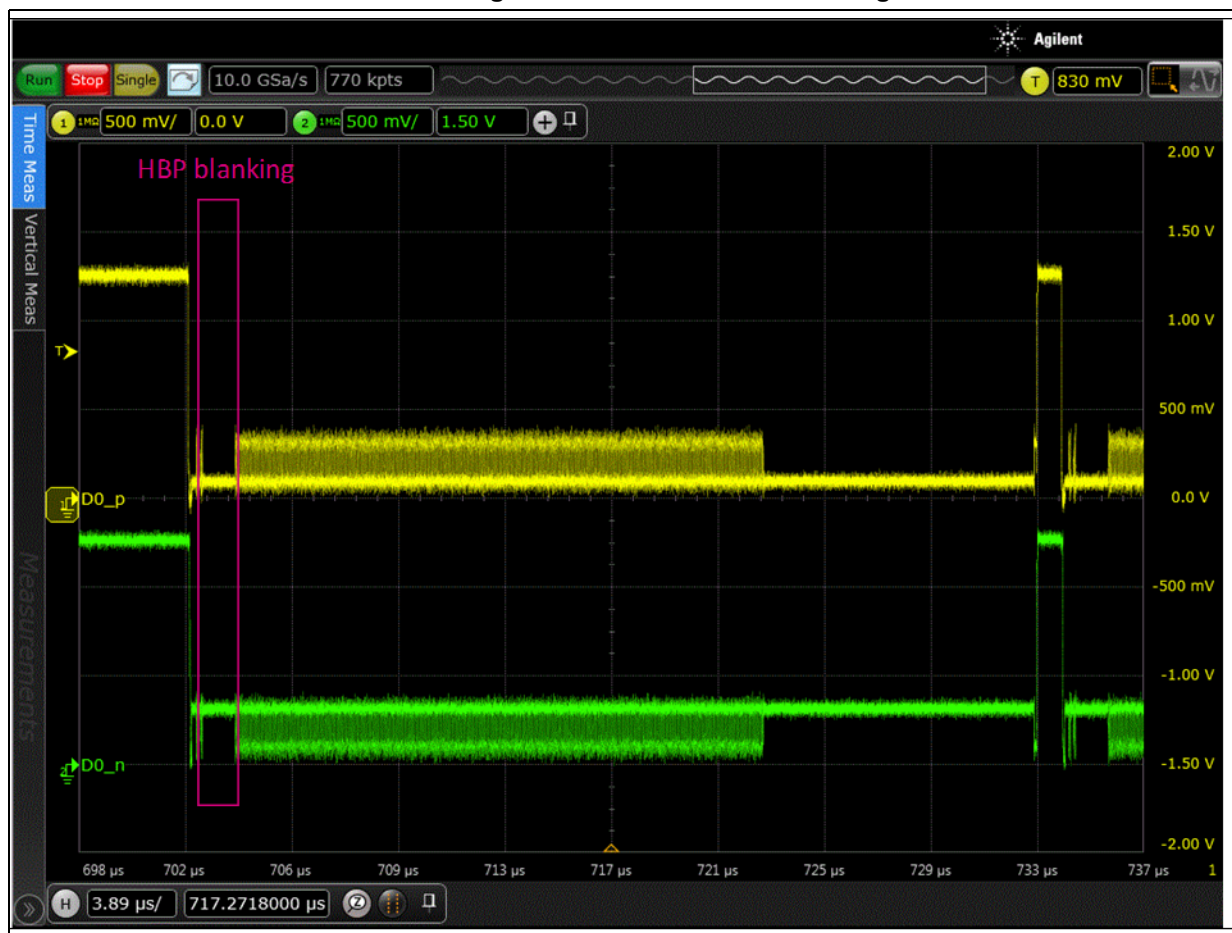 Agilent
Run Stop Single 10.0 GSa/s 770 kpts T 830 mV
1 1MΩ 500 mV/ 0.0 V 2 1MΩ 500 mV/ 1.50 V
Time Meas
Vertical Meas
Measurements
HBP blanking
2.00 V
1.50 V
1.00 V
T
500 mV
1 D0_p
0.0 V
-500 mV
-1.00 V
2 D0_n
-1.50 V
-2.00 V
698 µs 702 µs 706 µs 709 µs 713 µs 717 µs 721 µs 725 µs 729 µs 733 µs 737 µs 1
H 3.89 µs/ 717.2718000 µs Z